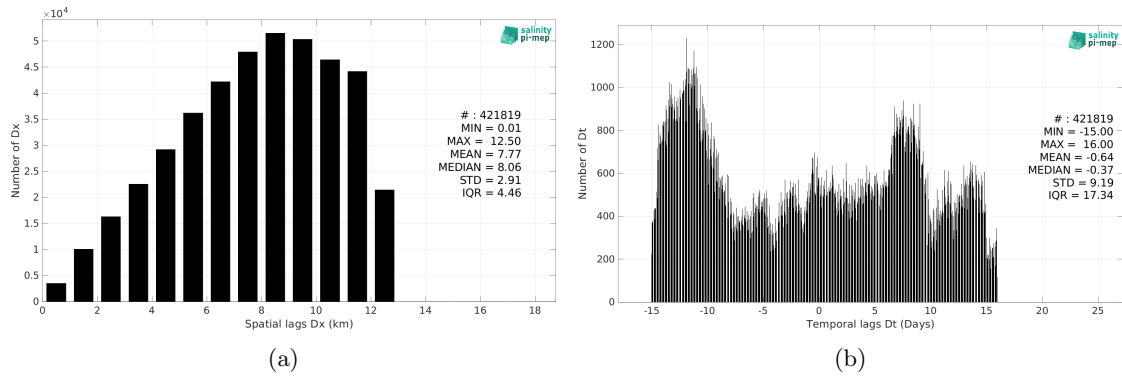 ×10⁴
5
4.5
4
3.5
3
2.5
2
1.5
1
0.5
0
Number of Dx
0 2 4 6 8 10 12 14 16 18
Spatial lags Dx (km)
salinity
pi-mep
# : 421819
MIN = 0.01
MAX = 12.50
MEAN = 7.77
MEDIAN = 8.06
STD = 2.91
IQR = 4.46
(a)
1200
1000
800
600
400
200
0
Number of Dt
-15 -10 -5 0 5 10 15 20 25
Temporal lags Dt (Days)
salinity
pi-mep
# : 421819
MIN = -15.00
MAX = 16.00
MEAN = -0.64
MEDIAN = -0.37
STD = 9.19
IQR = 17.34
(b)